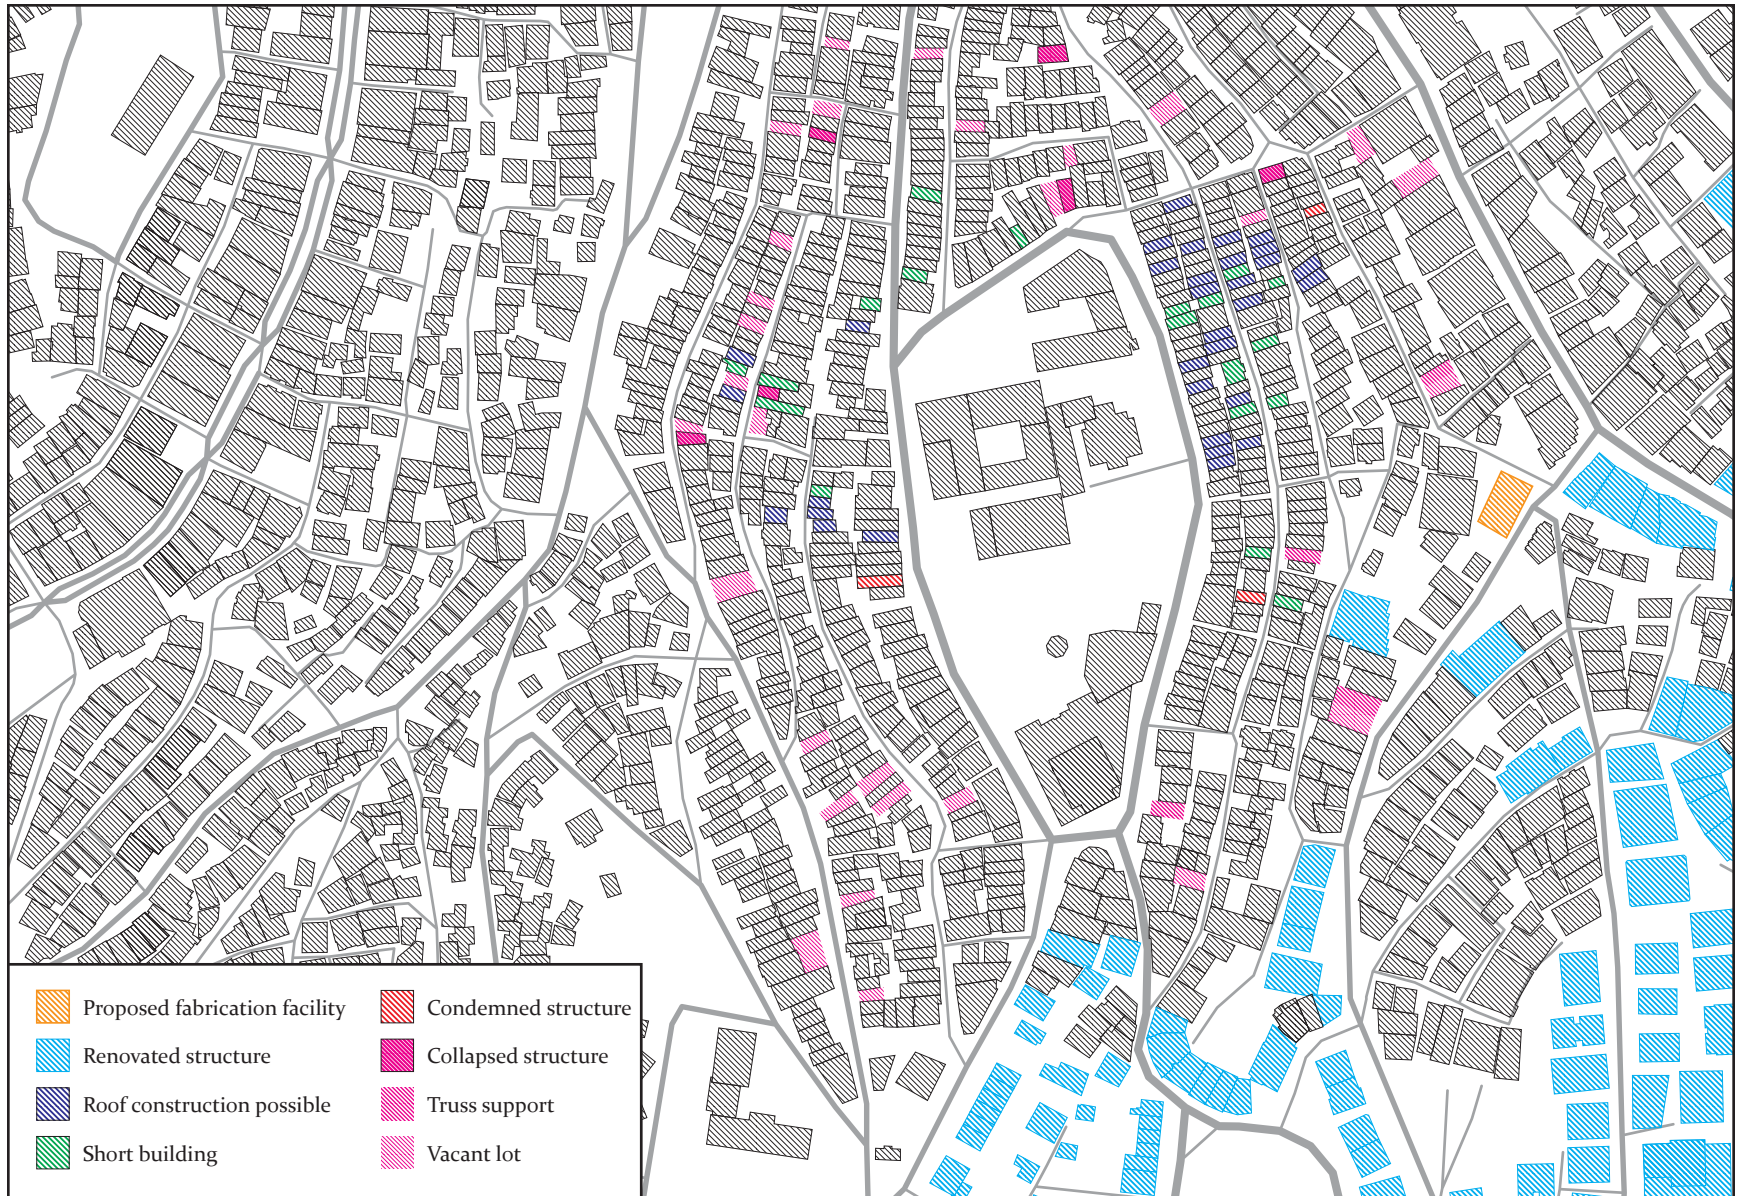 Proposed fabrication facility
Renovated structure
Roof construction possible
Short building
Condemned structure
Collapsed structure
Truss support
Vacant lot